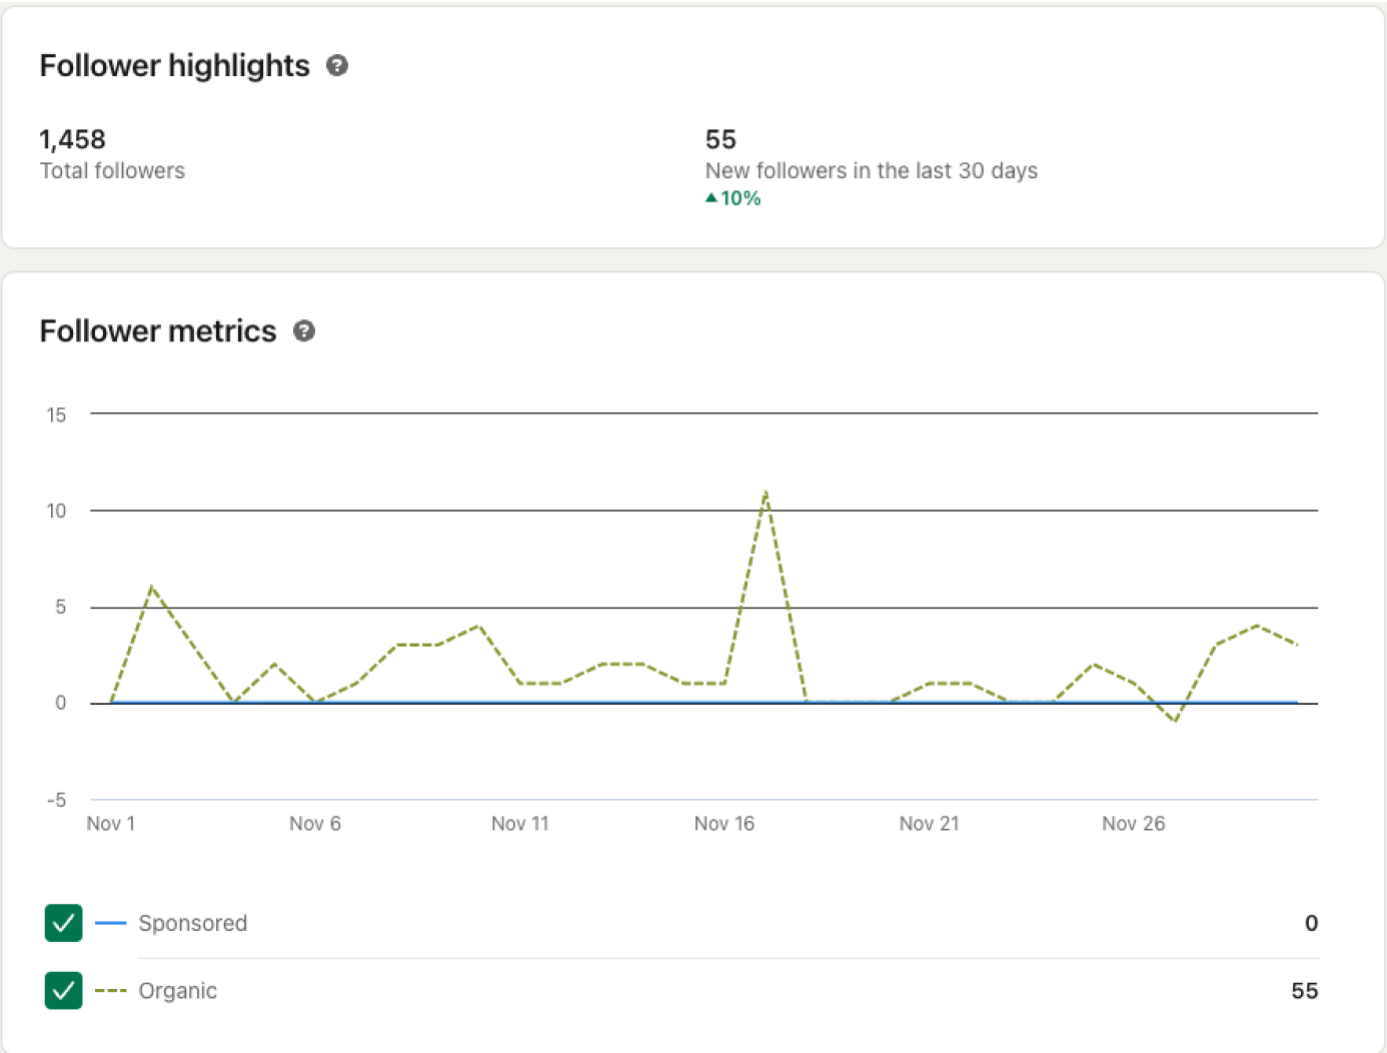 Follower highlights ?
1,458
Total followers
55
New followers in the last 30 days
▲10%
Follower metrics ?
15
10
5
0
-5
Nov 1 Nov 6 Nov 11 Nov 16 Nov 21 Nov 26
Sponsored 0
Organic 55